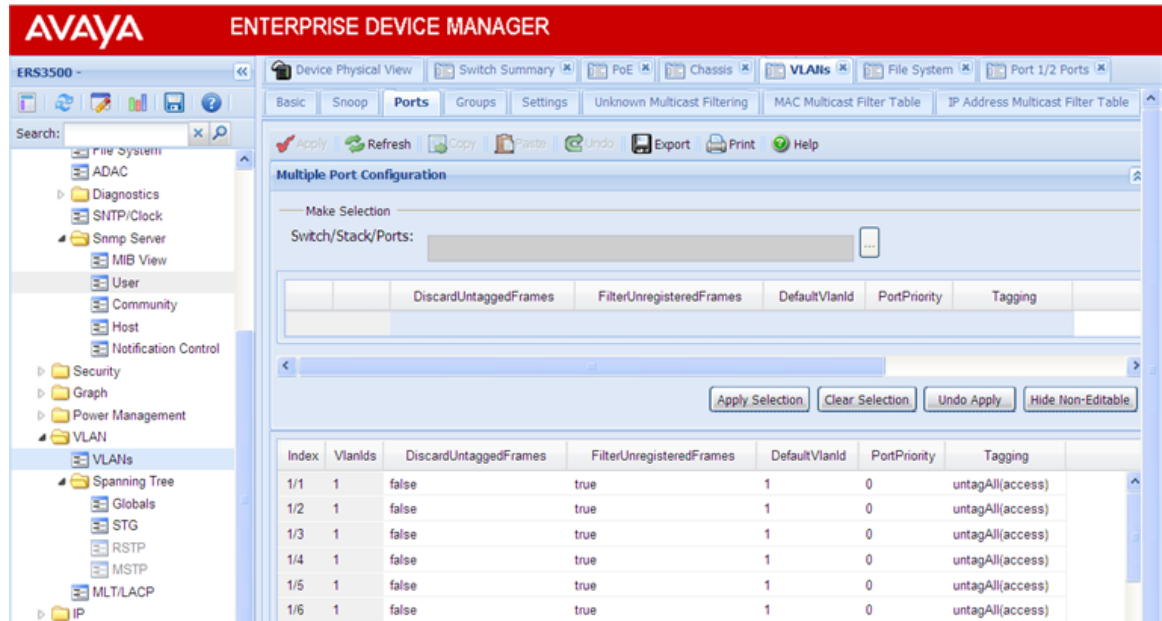 AVAYA ENTERPRISE DEVICE MANAGER
ERS3500 -
Search:
File System
ADAC
Diagnostics
SNTP/Clock
Snmp Server
MIB View
User
Community
Host
Notification Control
Security
Graph
Power Management
VLAN
VLANs
Spanning Tree
Globals
STG
RSTP
MSTP
MLT/LACP
IP
Device Physical View Switch Summary PoE Chassis VLANs File System Port 1/2 Ports
Basic Snoop Ports Groups Settings Unknown Multicast Filtering MAC Multicast Filter Table IP Address Multicast Filter Table
Apply Refresh Copy Paste Undo Export Print Help
Multiple Port Configuration
Make Selection
Switch/Stack/Ports: ...
DiscardUntaggedFrames FilterUnregisteredFrames DefaultVlanId PortPriority Tagging
Apply Selection Clear Selection Undo Apply Hide Non-Editable
Index VlanIds DiscardUntaggedFrames FilterUnregisteredFrames DefaultVlanId PortPriority Tagging
1/1 1 false true 1 0 untagAll(access)
1/2 1 false true 1 0 untagAll(access)
1/3 1 false true 1 0 untagAll(access)
1/4 1 false true 1 0 untagAll(access)
1/5 1 false true 1 0 untagAll(access)
1/6 1 false true 1 0 untagAll(access)